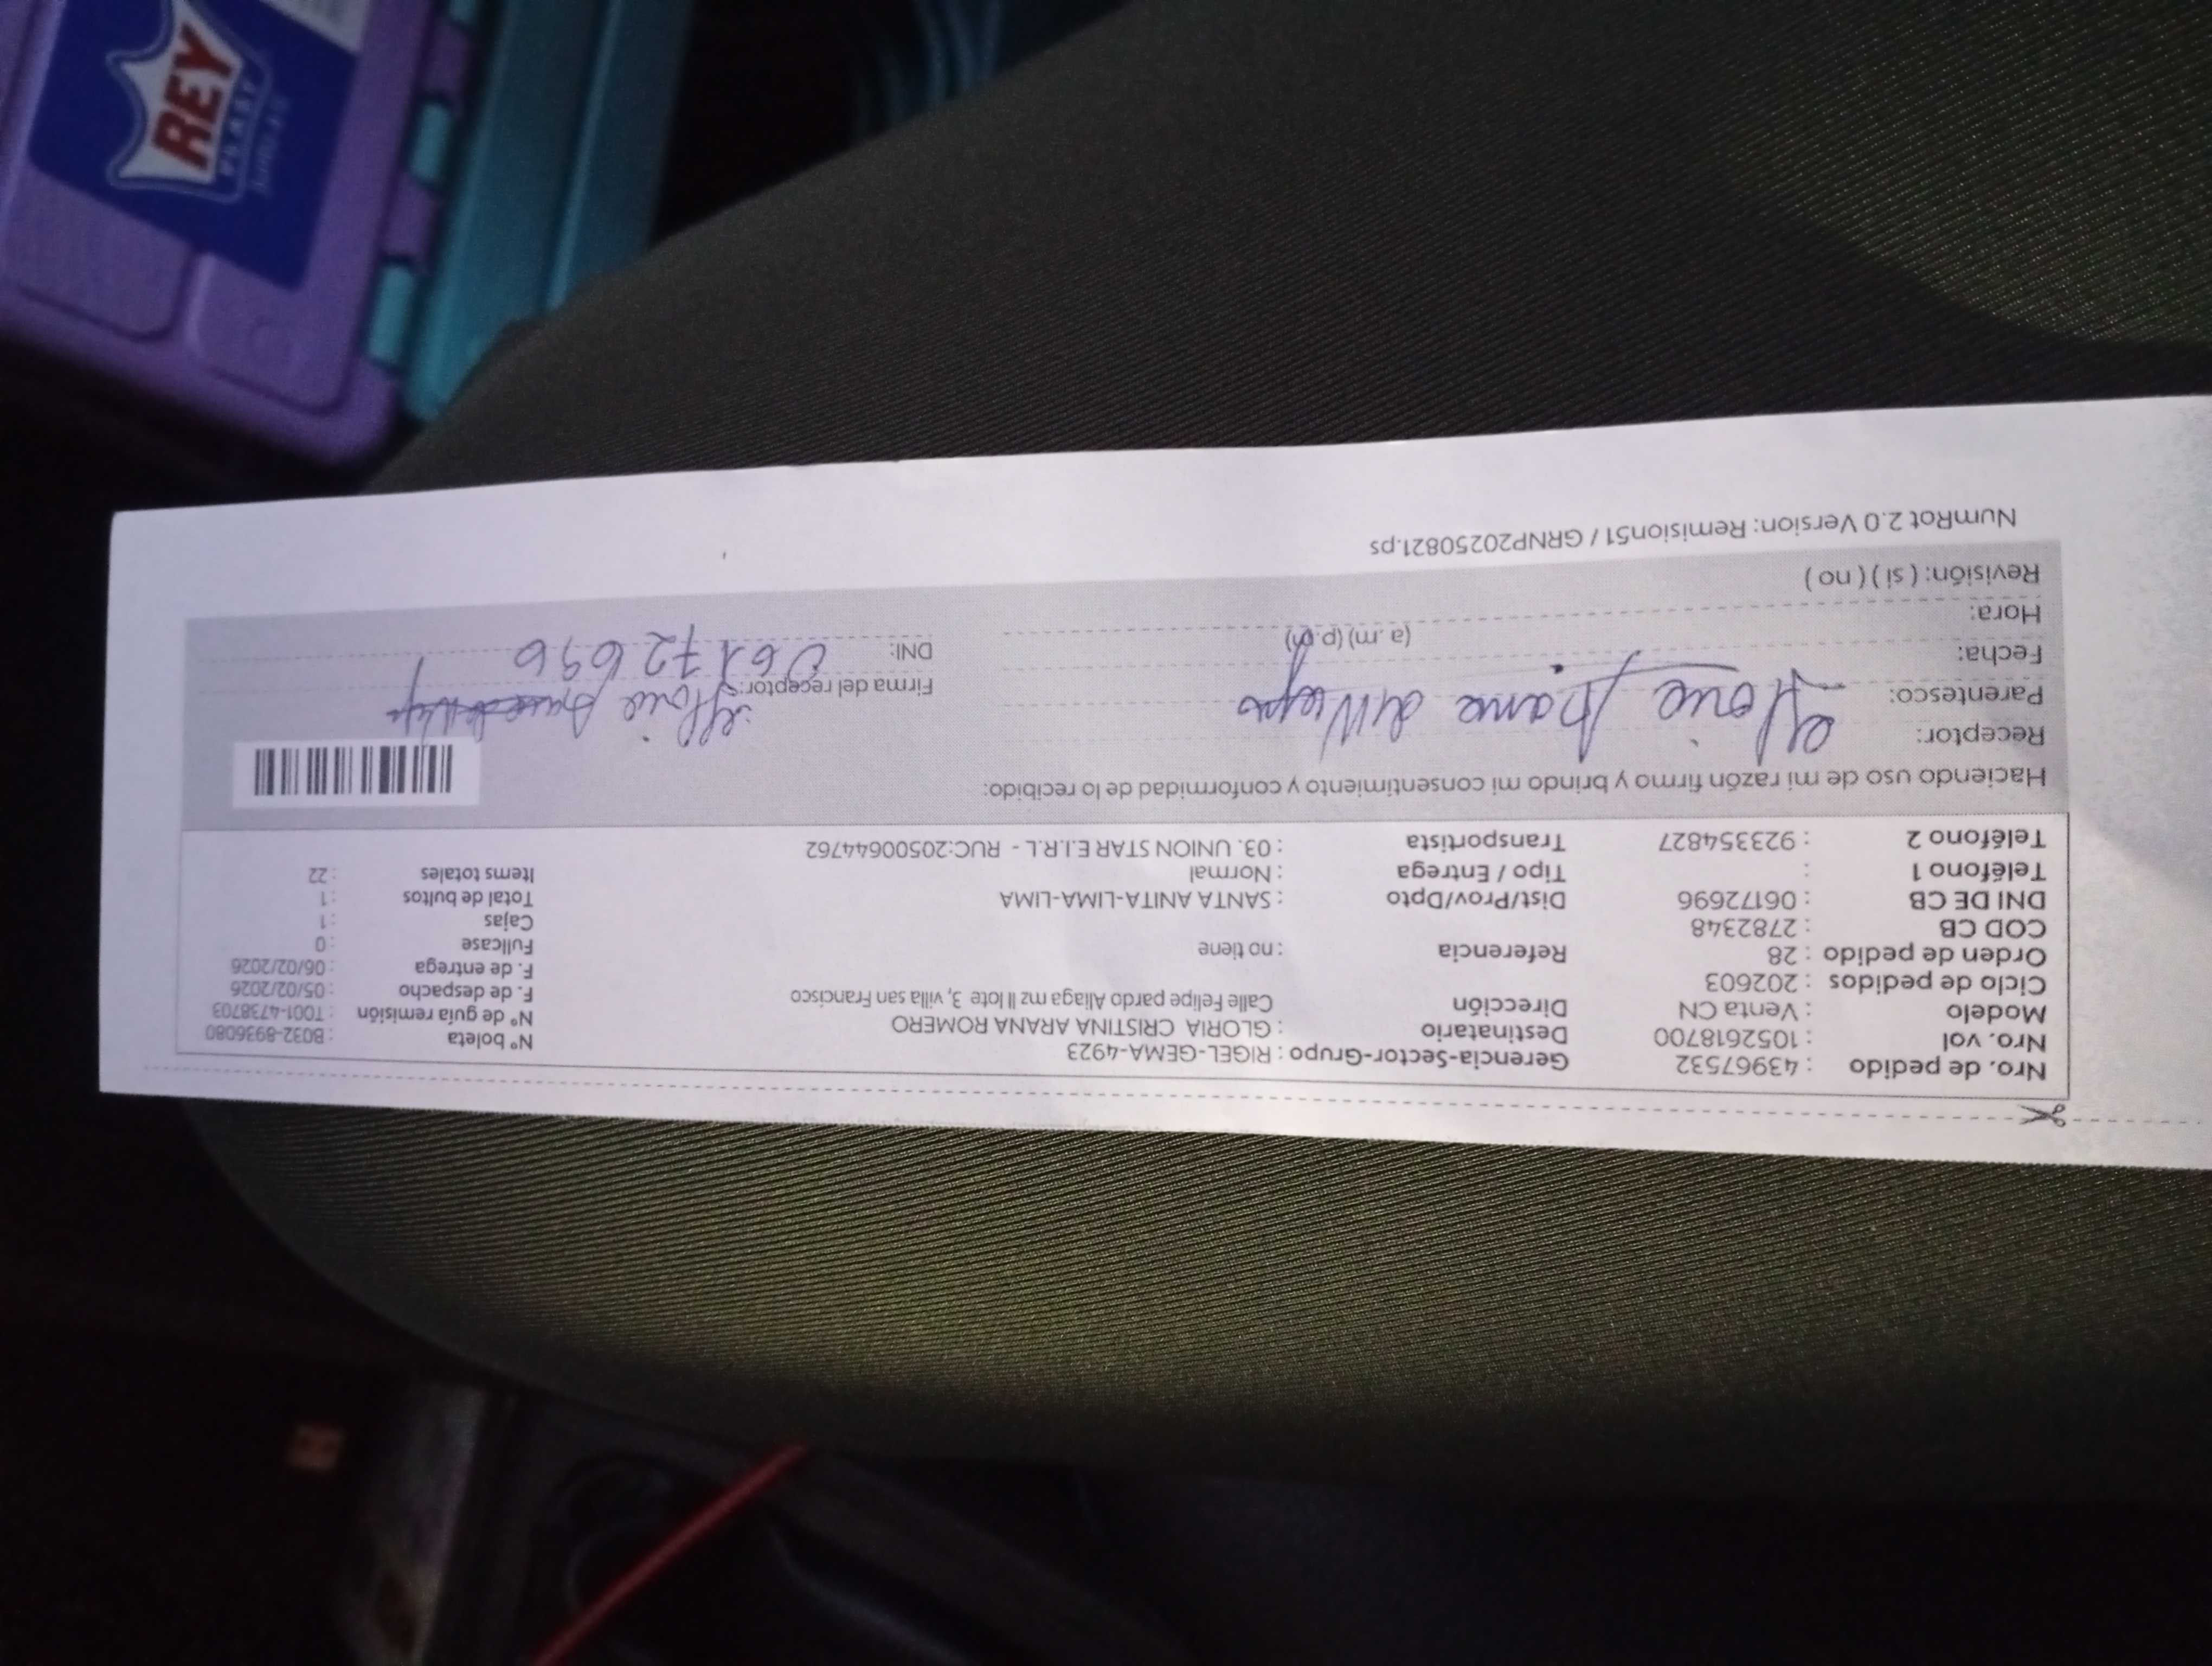 REY
PLAST
Nro. de pedido : 43967532 Gerencia-Sector-Grupo : RIGEL-GEMA-4923 N° boleta : B032-8936080
Nro. vol : 1052618700 Destinatario : GLORIA CRISTINA ARANA ROMERO N° de guía remisión : T001-4738703
Modelo : Venta CN Dirección Calle Felipe pardo Aliaga mz ll lote 3, villa san Francisco F. de despacho : 05/02/2026
Ciclo de pedidos : 202603 F. de entrega : 06/02/2026
Orden de pedido : 28 Referencia : no tiene Fullcase : 0
COD CB : 2782348 Cajas : 1
DNI DE CB : 06172696 Dist/Prov/Dpto : SANTA ANITA-LIMA-LIMA Total de bultos : 1
Teléfono 1 : Tipo / Entrega : Normal Items totales : 22
Teléfono 2 : 923354827 Transportista : 03. UNION STAR E.I.R.L - RUC:20500644762
Haciendo uso de mi razón firmo y brindo mi consentimiento y conformidad de lo recibido:
Receptor:
Parentesco: Firma del receptor:
Fecha: DNI: 06172696
Hora: (a .m) (p. m)
Revisión: ( si ) ( no )
NumRot 2.0 Version: Remision51 / GRNP20250821.ps